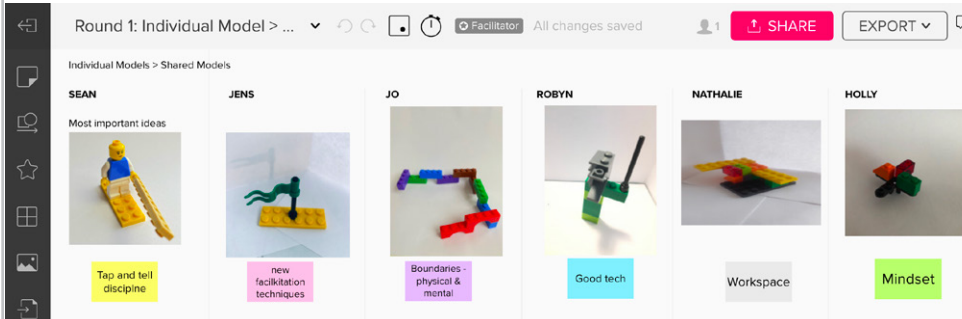 Round 1: Individual Model > ...
Facilitator
All changes saved
1
SHARE
EXPORT
Individual Models > Shared Models
SEAN
JENS
JO
ROBYN
NATHALIE
HOLLY
Most important ideas
Tap and tell
discipine
new
facilkitation
techniques
Boundaries -
physical &
mental
Good tech
Workspace
Mindset